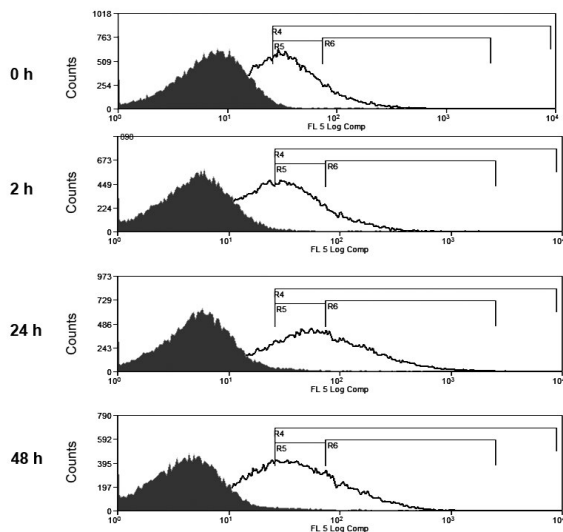 0 h
Counts
1018
763
509
254
0
R4
R5
R6
10⁰
10¹
10²
10³
10⁴
FL 5 Log Comp
2 h
Counts
898
673
449
224
0
R4
R5
R6
10⁰
10¹
10²
10³
10⁴
FL 5 Log Comp
24 h
Counts
973
729
486
243
0
R4
R5
R6
10⁰
10¹
10²
10³
10⁴
FL 5 Log Comp
48 h
Counts
790
592
395
197
0
R4
R5
R6
10⁰
10¹
10²
10³
10⁴
FL 5 Log Comp